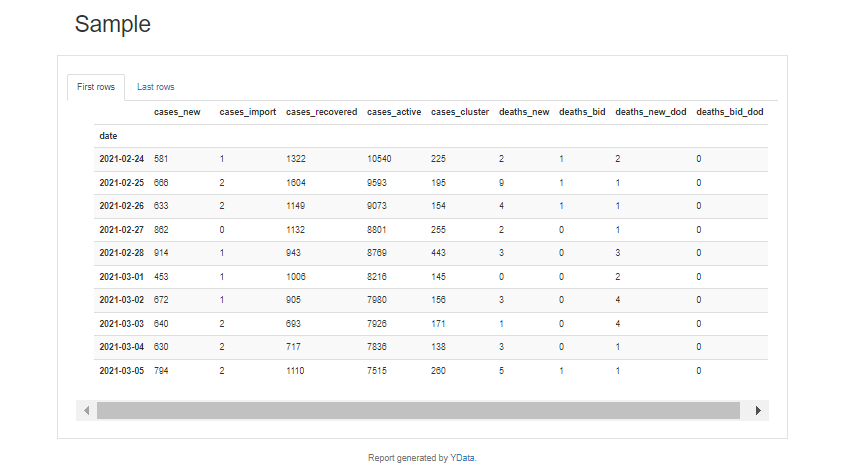 Sample
First rows Last rows
cases_new cases_import cases_recovered cases_active cases_cluster deaths_new deaths_bid deaths_new_dod deaths_bid_dod
date
2021-02-24 581 1 1322 10540 225 2 1 2 0
2021-02-25 666 2 1604 9593 195 9 1 1 0
2021-02-26 633 2 1149 9073 154 4 1 1 0
2021-02-27 862 0 1132 8801 255 2 0 1 0
2021-02-28 914 1 943 8769 443 3 0 3 0
2021-03-01 453 1 1006 8216 145 0 0 2 0
2021-03-02 672 1 905 7980 156 3 0 4 0
2021-03-03 640 2 693 7926 171 1 0 4 0
2021-03-04 630 2 717 7836 138 3 0 1 0
2021-03-05 794 2 1110 7515 260 5 1 1 0
Report generated by YData.